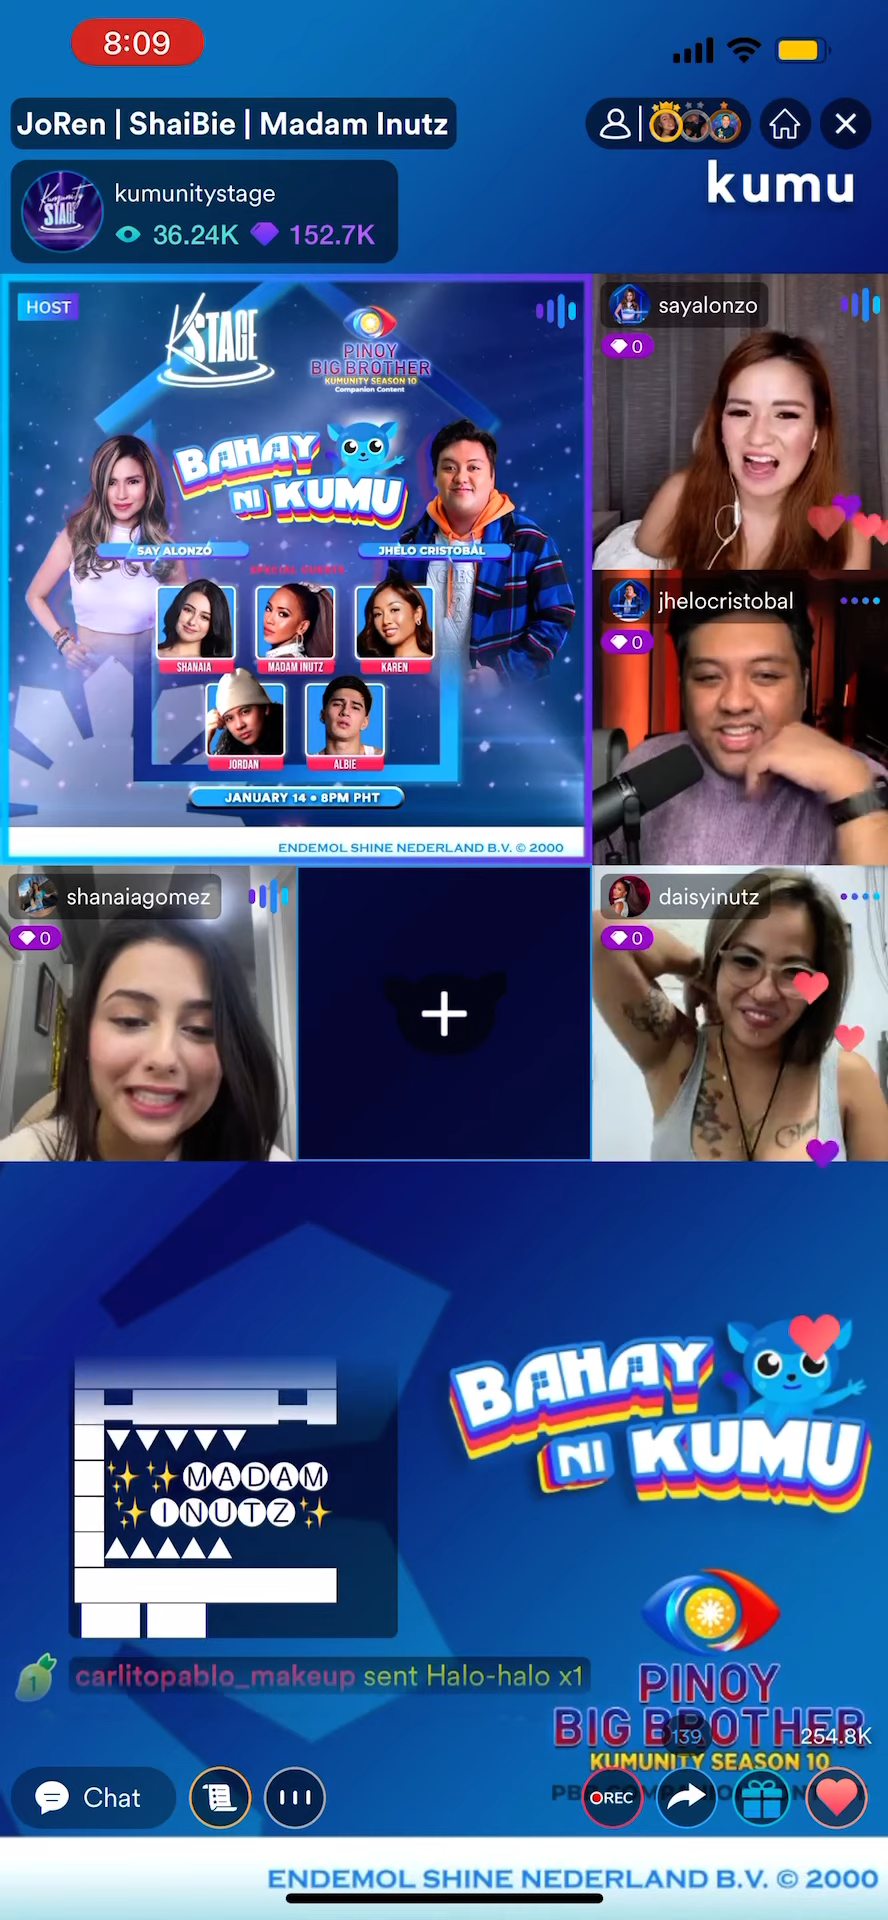 8:09
JoRen | ShaiBie | Madam Inutz
kumunitystage
36.24K 152.7K
kumu
HOST
K STAGE
PINOY
BIG BROTHER
KUMUNITY SEASON 10
Companion Content
BAHAY
NI KUMU
SAY ALONZO
JHELO CRISTOBAL
SPECIAL GUESTS
SHANAIA
MADAM INUTZ
KAREN
JORDAN
ALBIE
JANUARY 14 • 8PM PHT
ENDEMOL SHINE NEDERLAND B.V. © 2000
sayalonzo
0
jhelocristobal
0
shanaiagomez
0
daisyinutz
0
▼▼▼▼▼
✨ ✨ⓂⒶⒹⒶⓂ
✨ⒾⓃⓊⓉⓏ✨
▲▲▲▲▲
BAHAY
NI KUMU
1
carlitopablo_makeup sent Halo-halo x1
PINOY
BIG BROTHER
KUMUNITY SEASON 10
139
254.8K
Chat
REC
ENDEMOL SHINE NEDERLAND B.V. © 2000